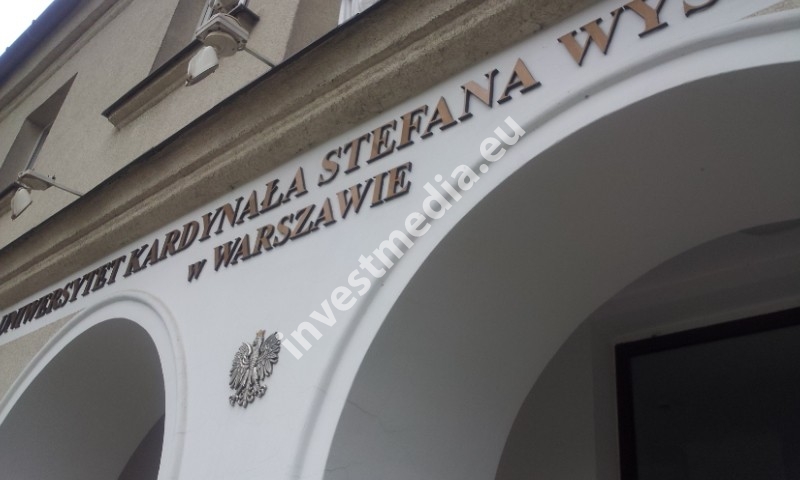 UNIWERSYTET KARDYNAŁA STEFANA WYS
w WARSZAWIE
investmedia.eu